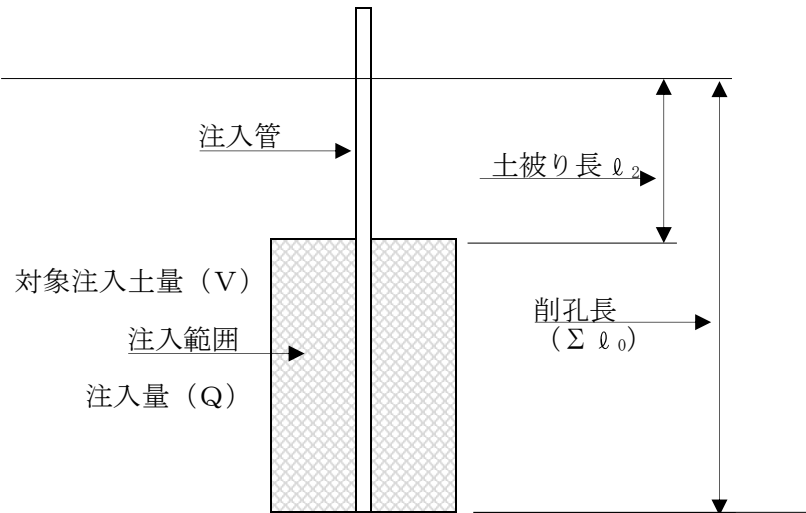 注入管
土被り長 ℓ₂
対象注入土量（V）
注入範囲
注入量（Q）
削孔長
（Σ ℓ₀）